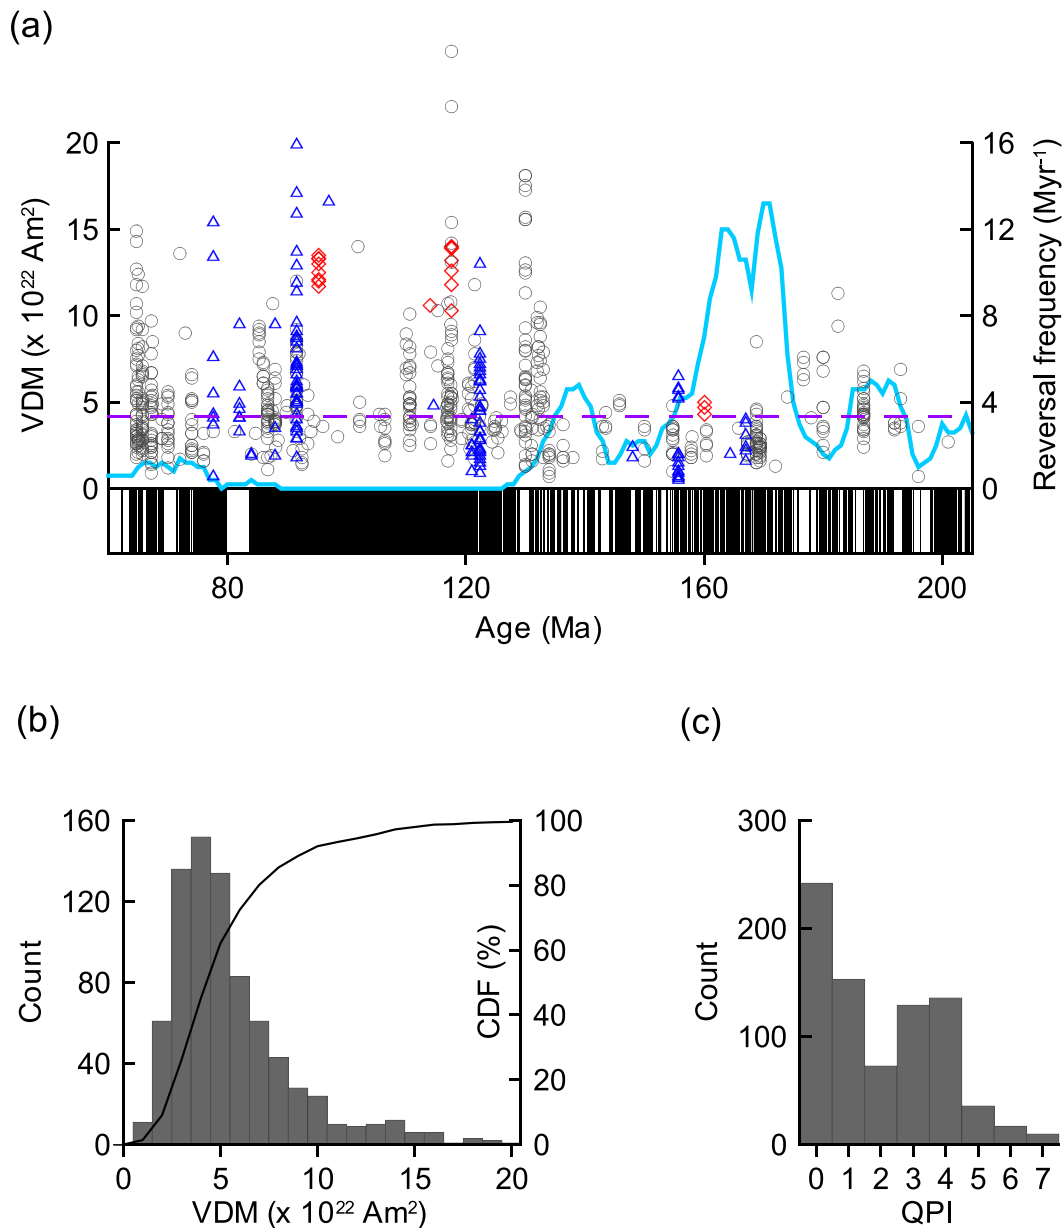 (a)
VDM (x 10²² Am²)
20
15
10
5
0
Reversal frequency (Myr⁻¹)
16
12
8
4
0
80 120 160 200
Age (Ma)
(b)
Count
160
120
80
40
0
CDF (%)
100
80
60
40
20
0
0 5 10 15 20
VDM (x 10²² Am²)
(c)
Count
300
200
100
0
0 1 2 3 4 5 6 7
QPI